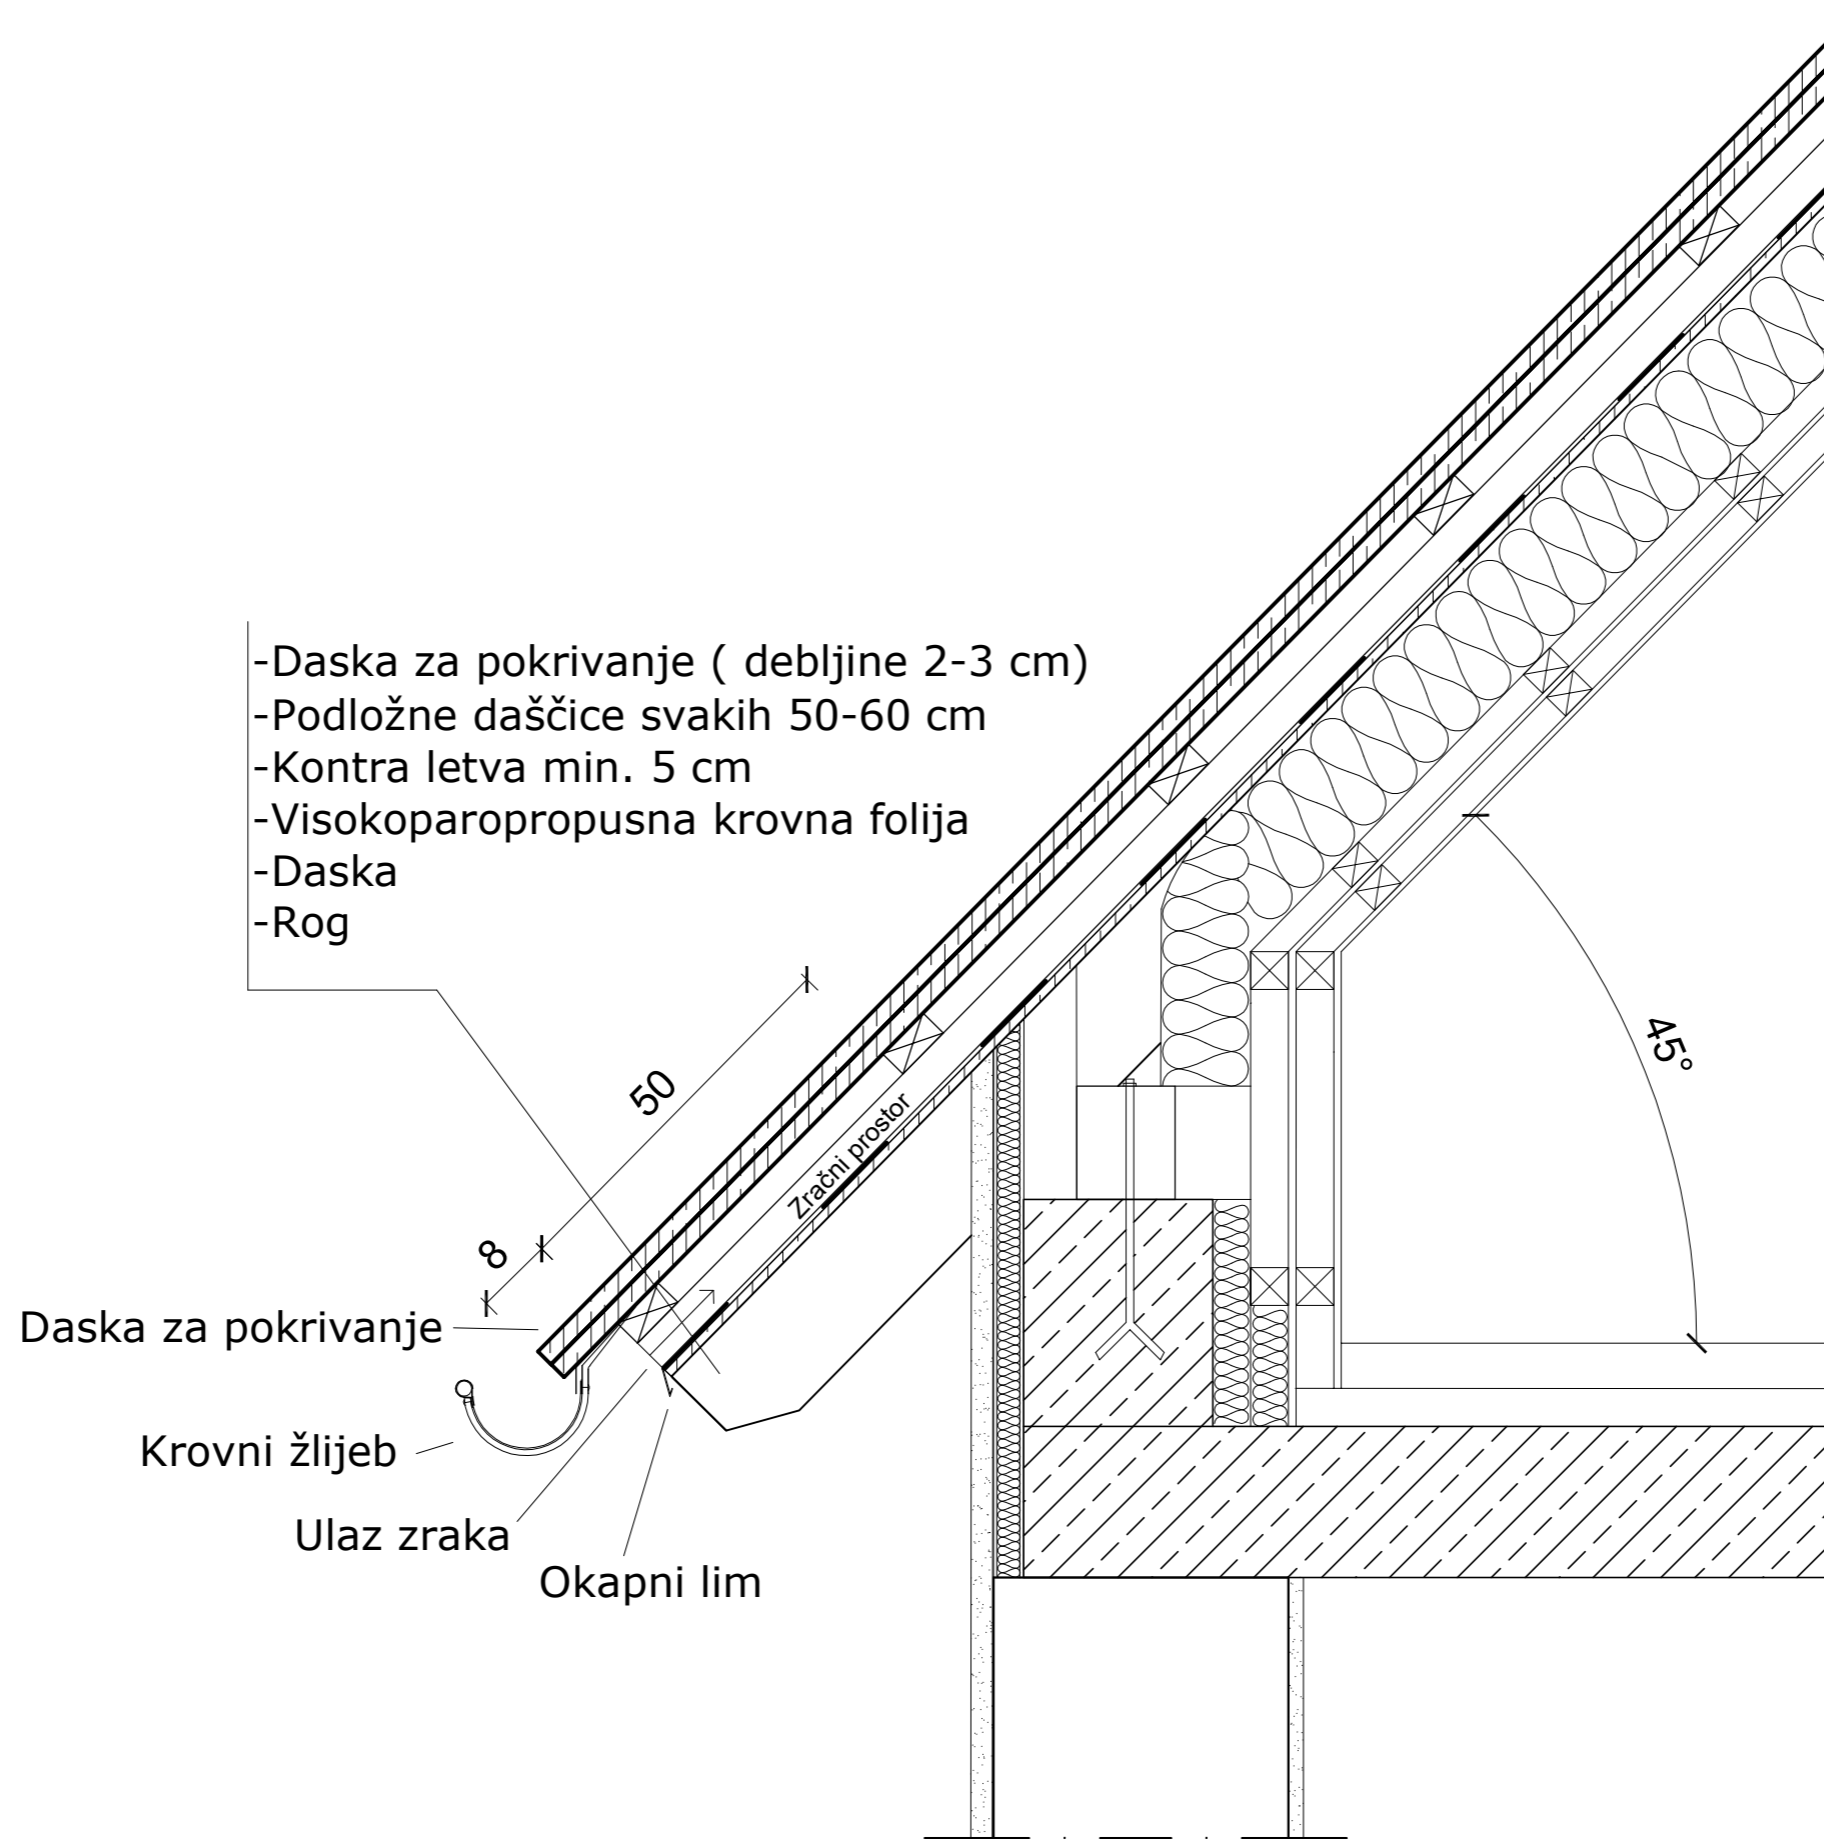 -Daska za pokrivanje ( debljine 2-3 cm)
-Podložne daščice svakih 50-60 cm
-Kontra letva min. 5 cm
-Visokoparopropusna krovna folija
-Daska
-Rog
50
8
Zračni prostor
45°
Daska za pokrivanje
Krovni žlijeb
Ulaz zraka
Okapni lim